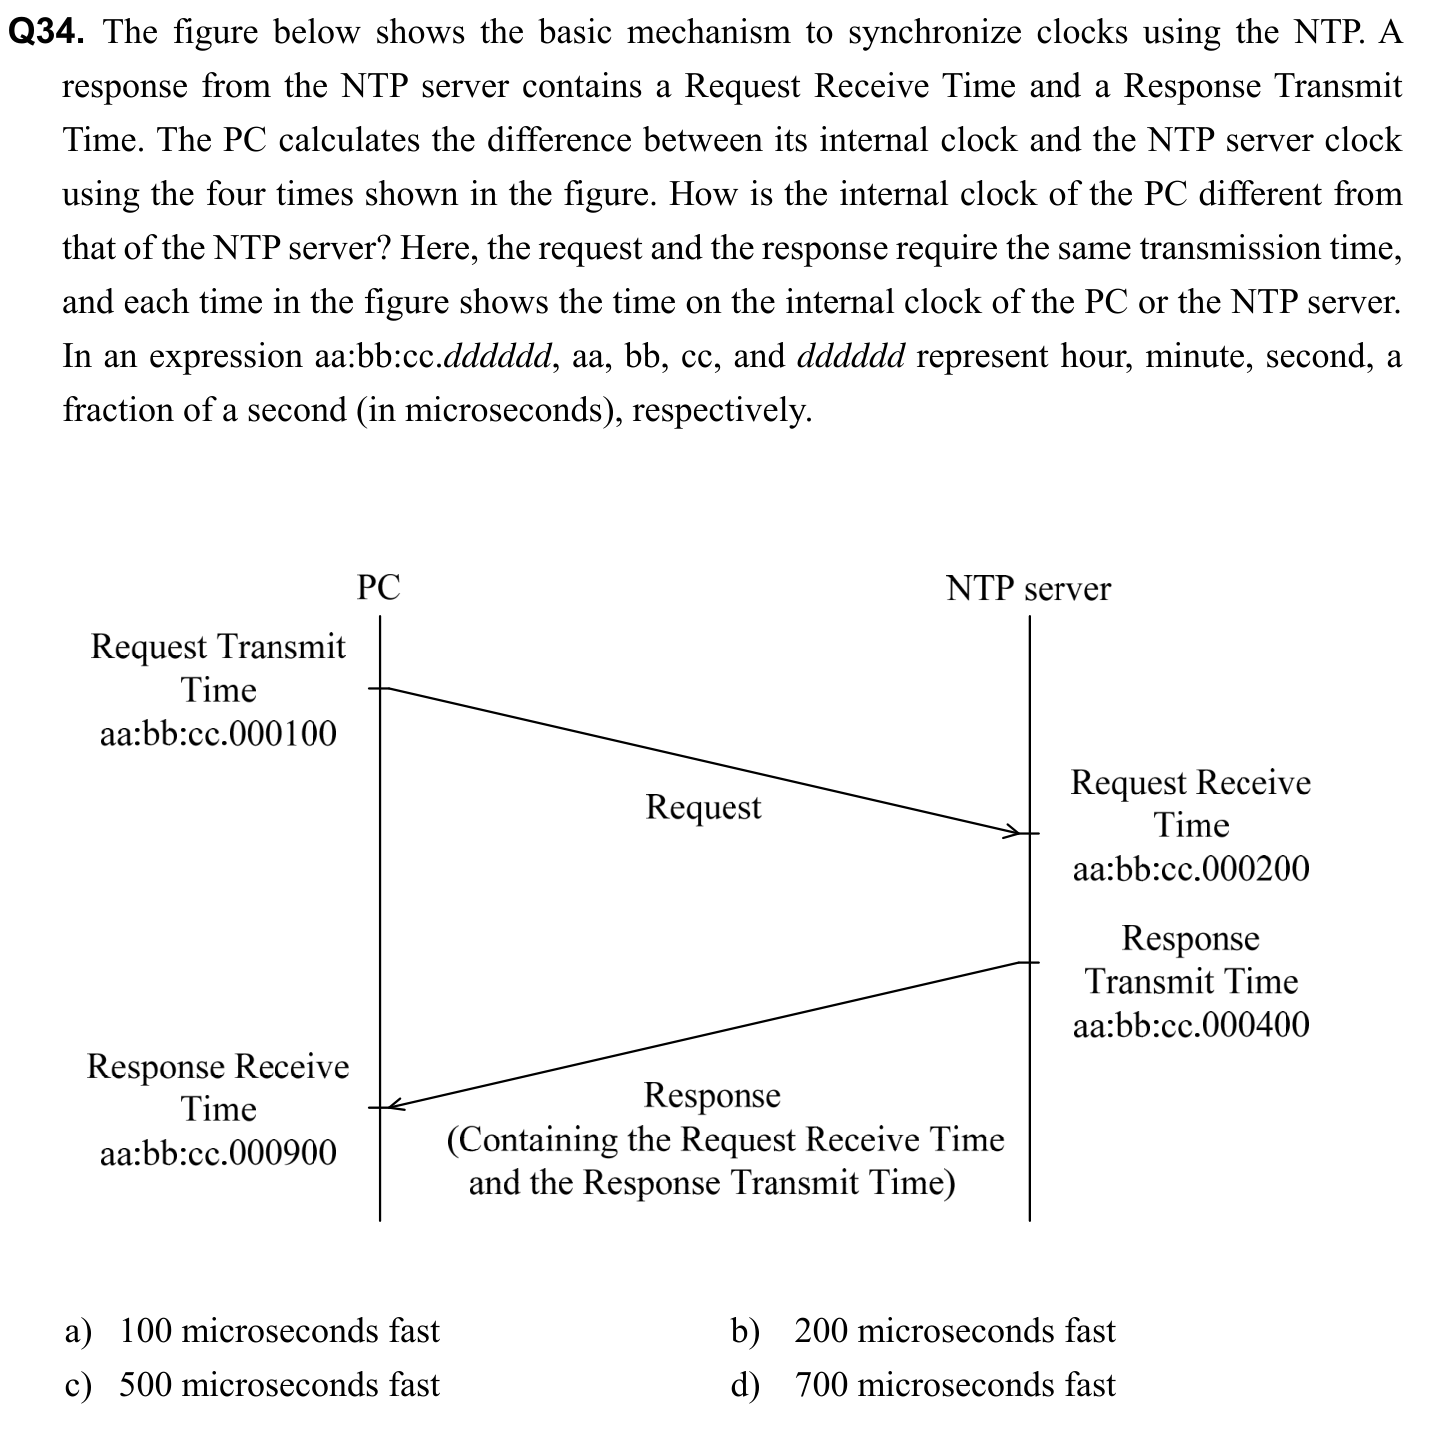 Q34. The figure below shows the basic mechanism to synchronize clocks using the NTP. A
response from the NTP server contains a Request Receive Time and a Response Transmit
Time. The PC calculates the difference between its internal clock and the NTP server clock
using the four times shown in the figure. How is the internal clock of the PC different from
that of the NTP server? Here, the request and the response require the same transmission time,
and each time in the figure shows the time on the internal clock of the PC or the NTP server.
In an expression aa:bb:cc.dddddd, aa, bb, cc, and dddddd represent hour, minute, second, a
fraction of a second (in microseconds), respectively.
PC
NTP server
Request Transmit
Time
aa:bb:cc.000100
Request
Request Receive
Time
aa:bb:cc.000200
Response
Transmit Time
aa:bb:cc.000400
Response Receive
Time
aa:bb:cc.000900
Response
(Containing the Request Receive Time
and the Response Transmit Time)
a) 100 microseconds fast
b) 200 microseconds fast
c) 500 microseconds fast
d) 700 microseconds fast